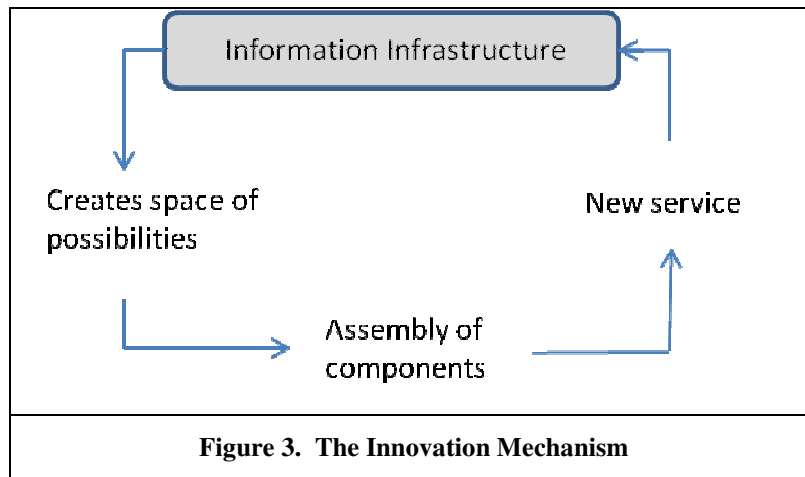 Information Infrastructure
Creates space of
possibilities
New service
Assembly of
components
Figure 3. The Innovation Mechanism